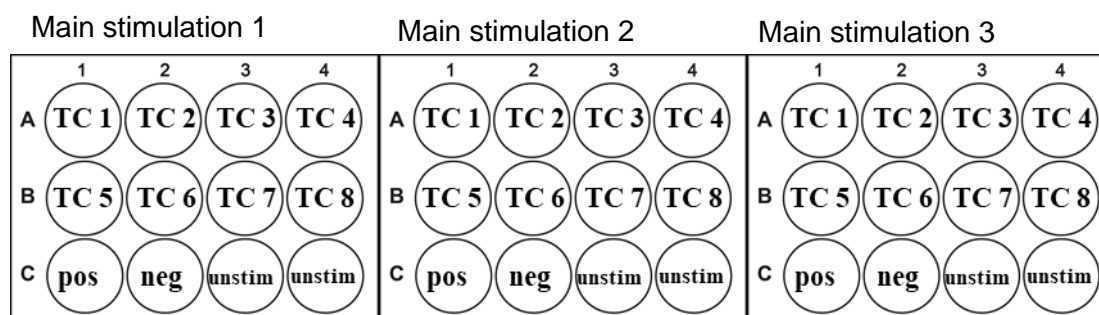 Main stimulation 1 Main stimulation 2 Main stimulation 3
1 2 3 4 1 2 3 4 1 2 3 4
A TC 1 TC 2 TC 3 TC 4 A TC 1 TC 2 TC 3 TC 4 A TC 1 TC 2 TC 3 TC 4
B TC 5 TC 6 TC 7 TC 8 B TC 5 TC 6 TC 7 TC 8 B TC 5 TC 6 TC 7 TC 8
C pos neg unstim unstim C pos neg unstim unstim C pos neg unstim unstim